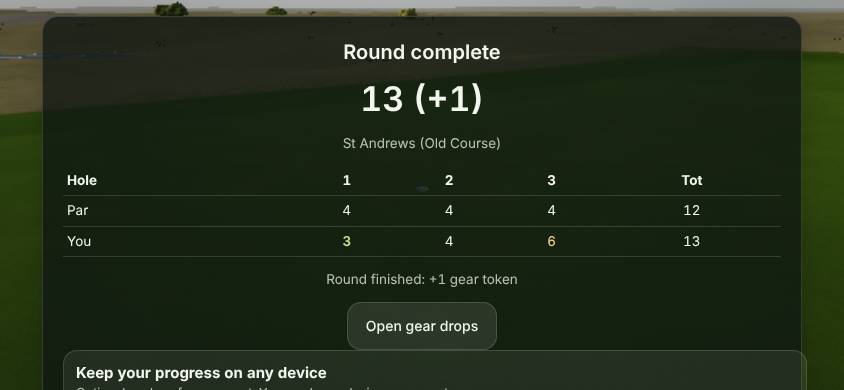 Round complete
13 (+1)
St Andrews (Old Course)
Hole 1 2 3 Tot
Par 4 4 4 12
You 3 4 6 13
Round finished: +1 gear token
Open gear drops
Keep your progress on any device